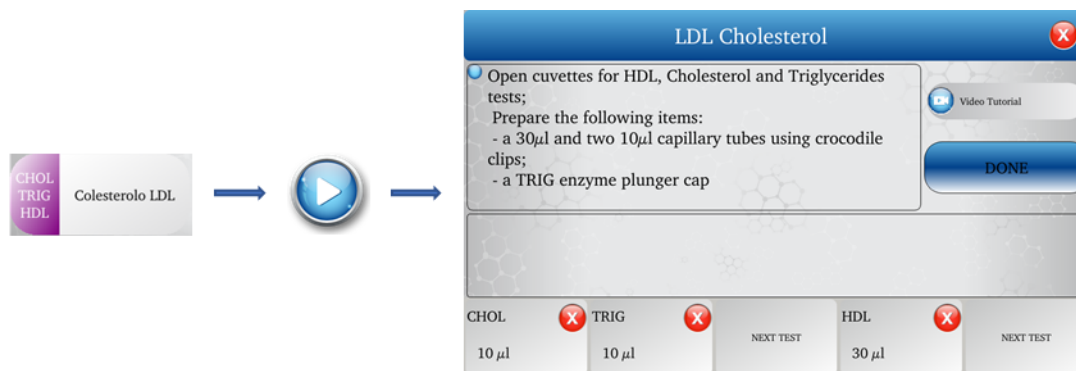 CHOL
TRIG
HDL
Colesterolo LDL
LDL Cholesterol
X
Open cuvettes for HDL, Cholesterol and Triglycerides
tests;
Prepare the following items:
- a 30µl and two 10µl capillary tubes using crocodile
clips;
- a TRIG enzyme plunger cap
Video Tutorial
DONE
CHOL
X
10 µl
TRIG
X
10 µl
NEXT TEST
HDL
X
30 µl
NEXT TEST